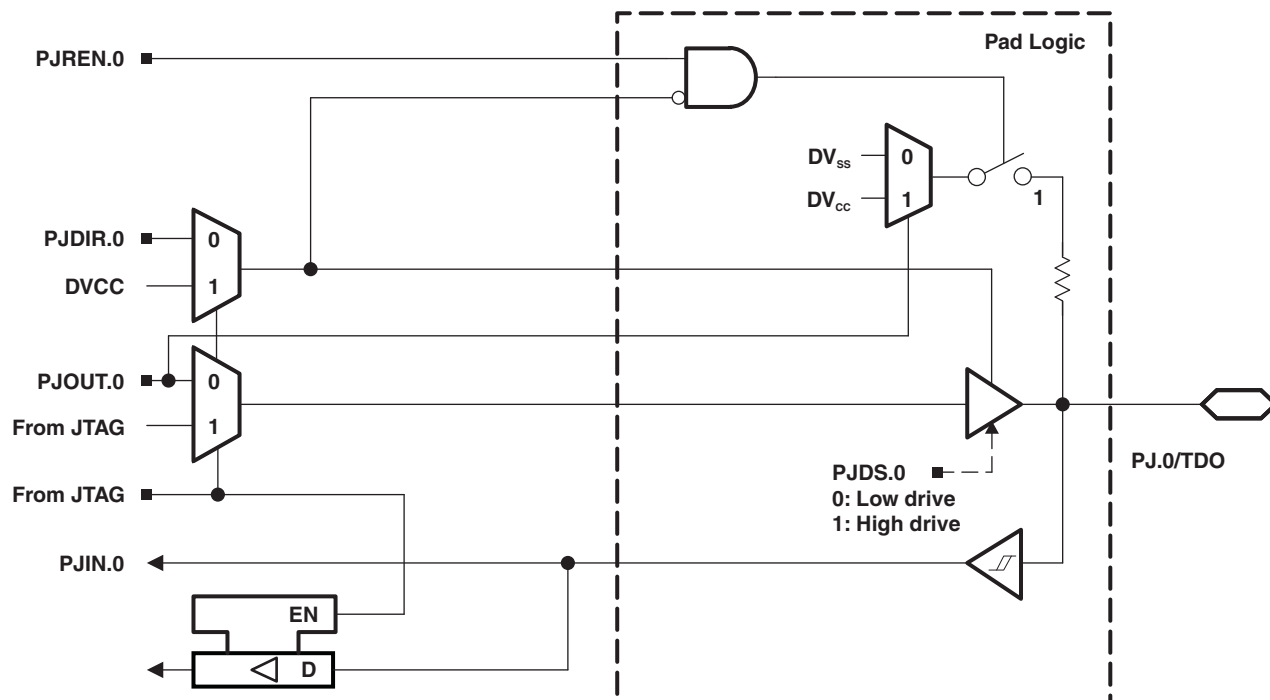 Pad Logic
PJREN.0
DVSS
0
DVCC
1
1
PJDIR.0
0
DVCC
1
PJOUT.0
0
From JTAG
1
PJDS.0
0: Low drive
1: High drive
PJ.0/TDO
From JTAG
PJIN.0
EN
D